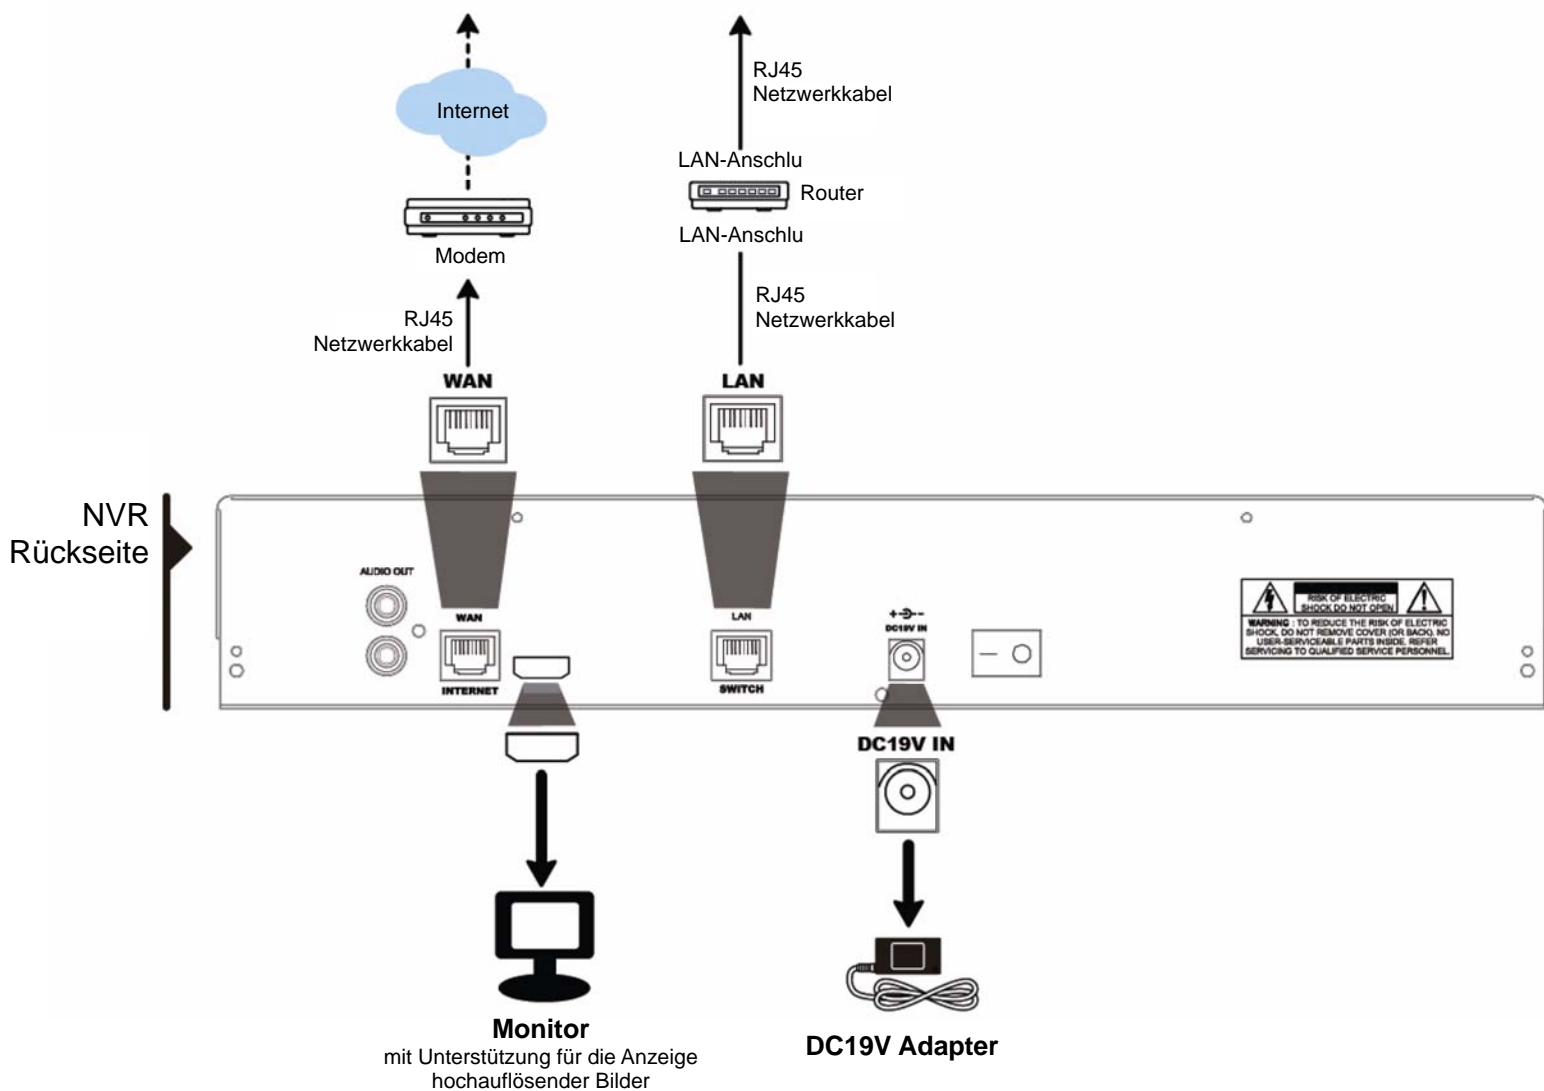 Internet
RJ45
Netzwerkkabel
LAN-Anschlu
Router
LAN-Anschlu
Modem
RJ45
Netzwerkkabel
RJ45
Netzwerkkabel
WAN
LAN
NVR
Rückseite
AUDIO OUT
WAN
INTERNET
LAN
SWITCH
DC19V IN
RISK OF ELECTRIC
SHOCK DO NOT OPEN
WARNING : TO REDUCE THE RISK OF ELECTRIC
SHOCK, DO NOT REMOVE COVER (OR BACK). NO
USER-SERVICEABLE PARTS INSIDE. REFER
SERVICING TO QUALIFIED SERVICE PERSONNEL.
DC19V IN
Monitor
mit Unterstützung für die Anzeige
hochauflösender Bilder
DC19V Adapter